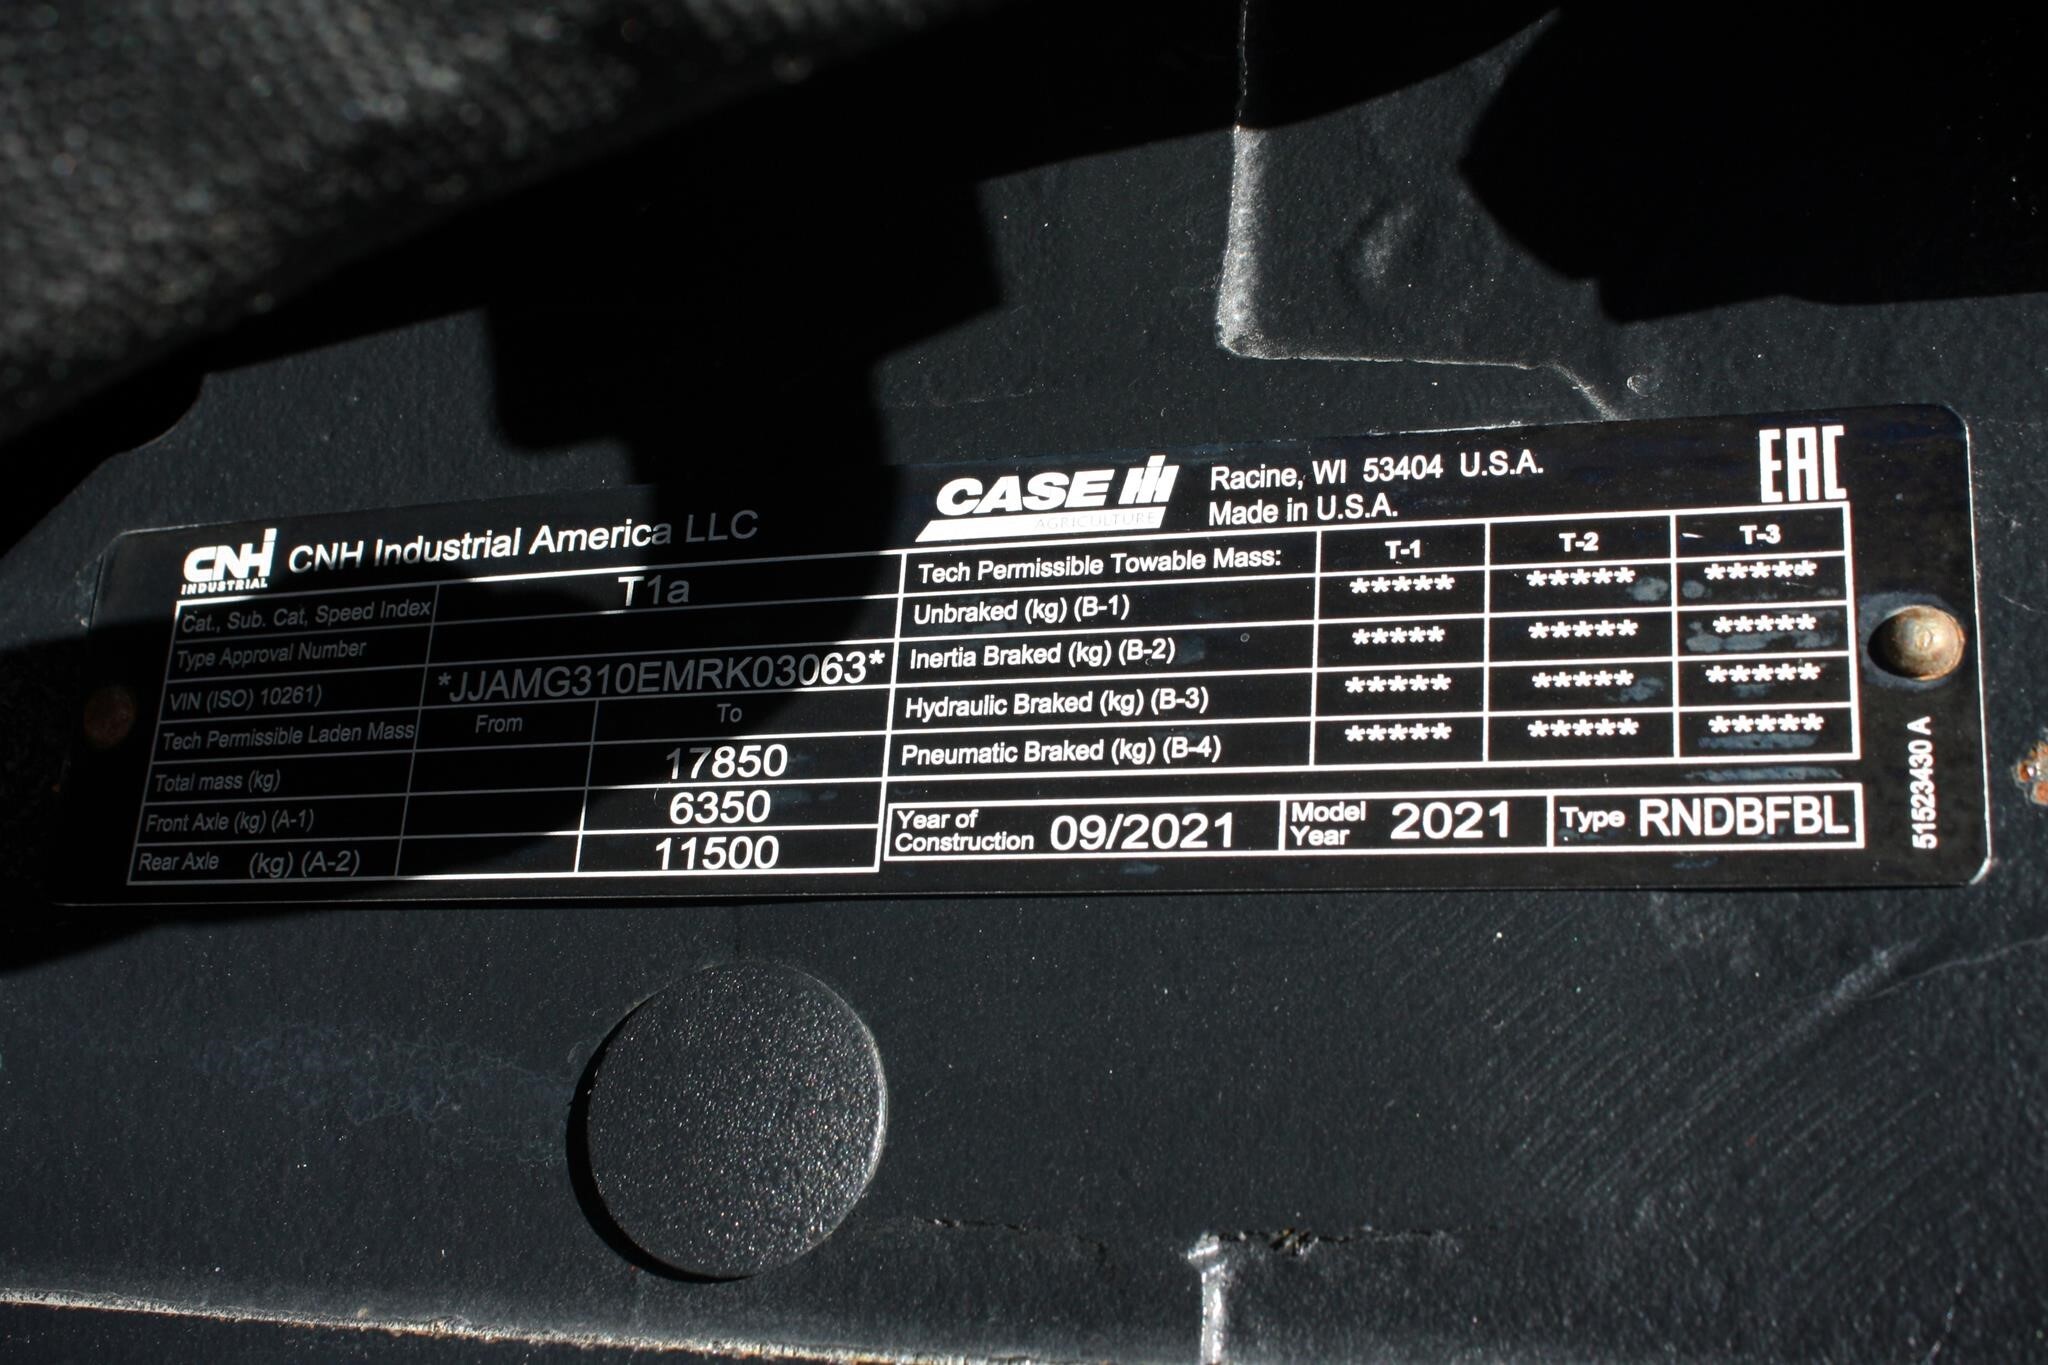 CNH INDUSTRIAL CNH Industrial America LLC
Cat., Sub. Cat, Speed Index T1a
Type Approval Number
VIN (ISO) 10261) *JJAMG310EMRK03063*
Tech Permissible Laden Mass From To
Total mass (kg) 17850
Front Axle (kg) (A-1) 6350
Rear Axle (kg) (A-2) 11500
CASE IH AGRICULTURE
Racine, WI 53404 U.S.A.
Made in U.S.A.
EAC
Tech Permissible Towable Mass: T-1 T-2 T-3
Unbraked (kg) (B-1) ***** ***** *****
Inertia Braked (kg) (B-2) ***** ***** *****
Hydraulic Braked (kg) (B-3) ***** ***** *****
Pneumatic Braked (kg) (B-4) ***** ***** *****
Year of Construction 09/2021 Model Year 2021 Type RNDBFBL
51523430 A